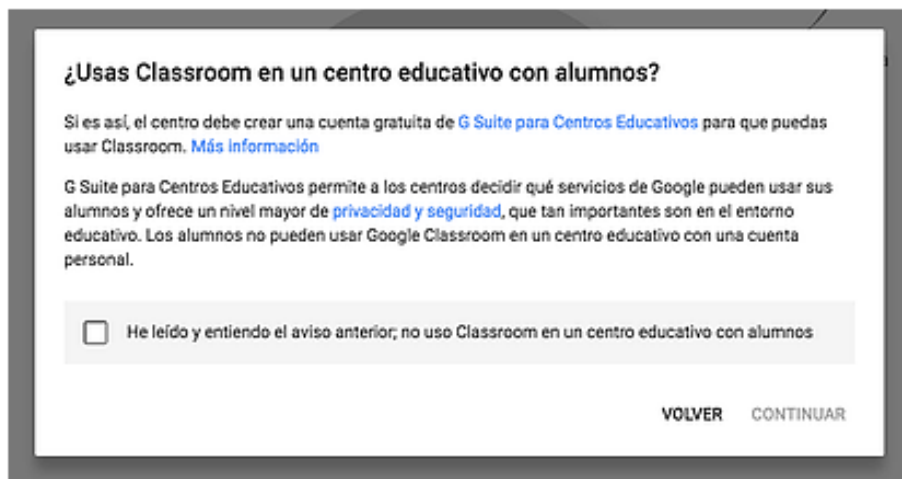 ¿Usas Classroom en un centro educativo con alumnos?
Si es así, el centro debe crear una cuenta gratuita de G Suite para Centros Educativos para que puedas
usar Classroom. Más información
G Suite para Centros Educativos permite a los centros decidir qué servicios de Google pueden usar sus
alumnos y ofrece un nivel mayor de privacidad y seguridad, que tan importantes son en el entorno
educativo. Los alumnos no pueden usar Google Classroom en un centro educativo con una cuenta
personal.
He leído y entiendo el aviso anterior; no uso Classroom en un centro educativo con alumnos
VOLVER CONTINUAR